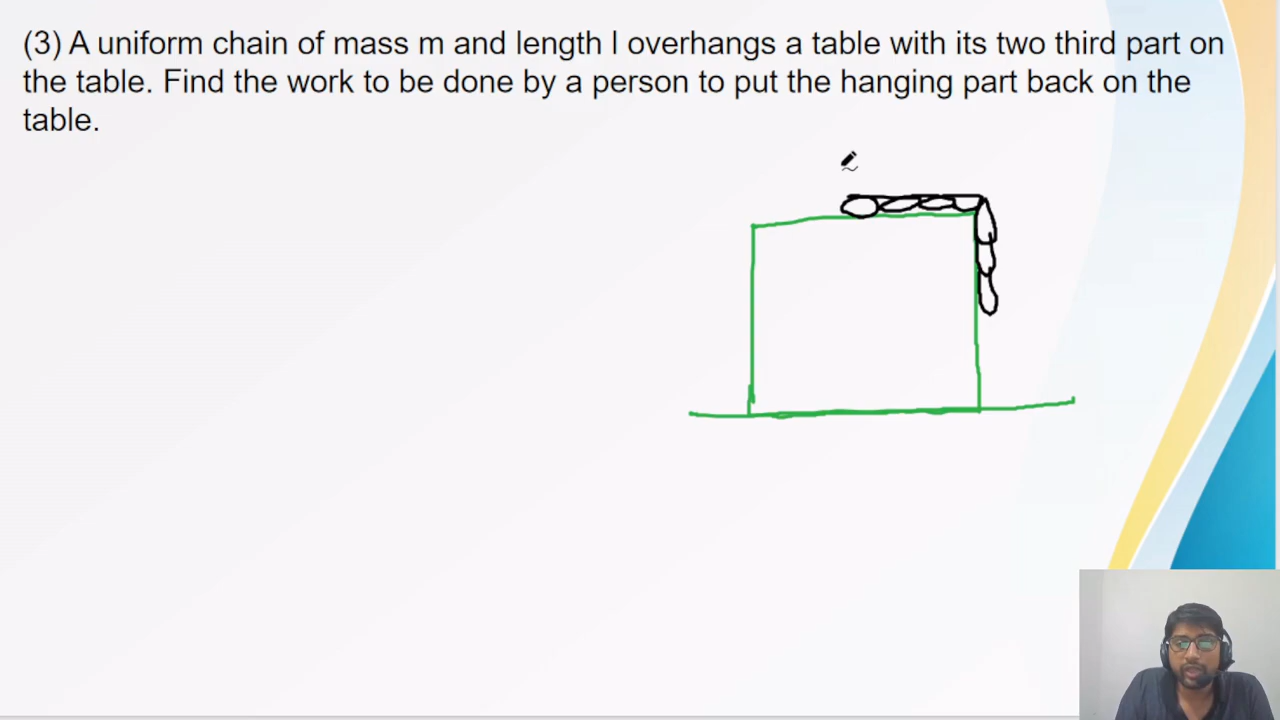 (3) A uniform chain of mass m and length l overhangs a table with its two third part on
the table. Find the work to be done by a person to put the hanging part back on the
table.